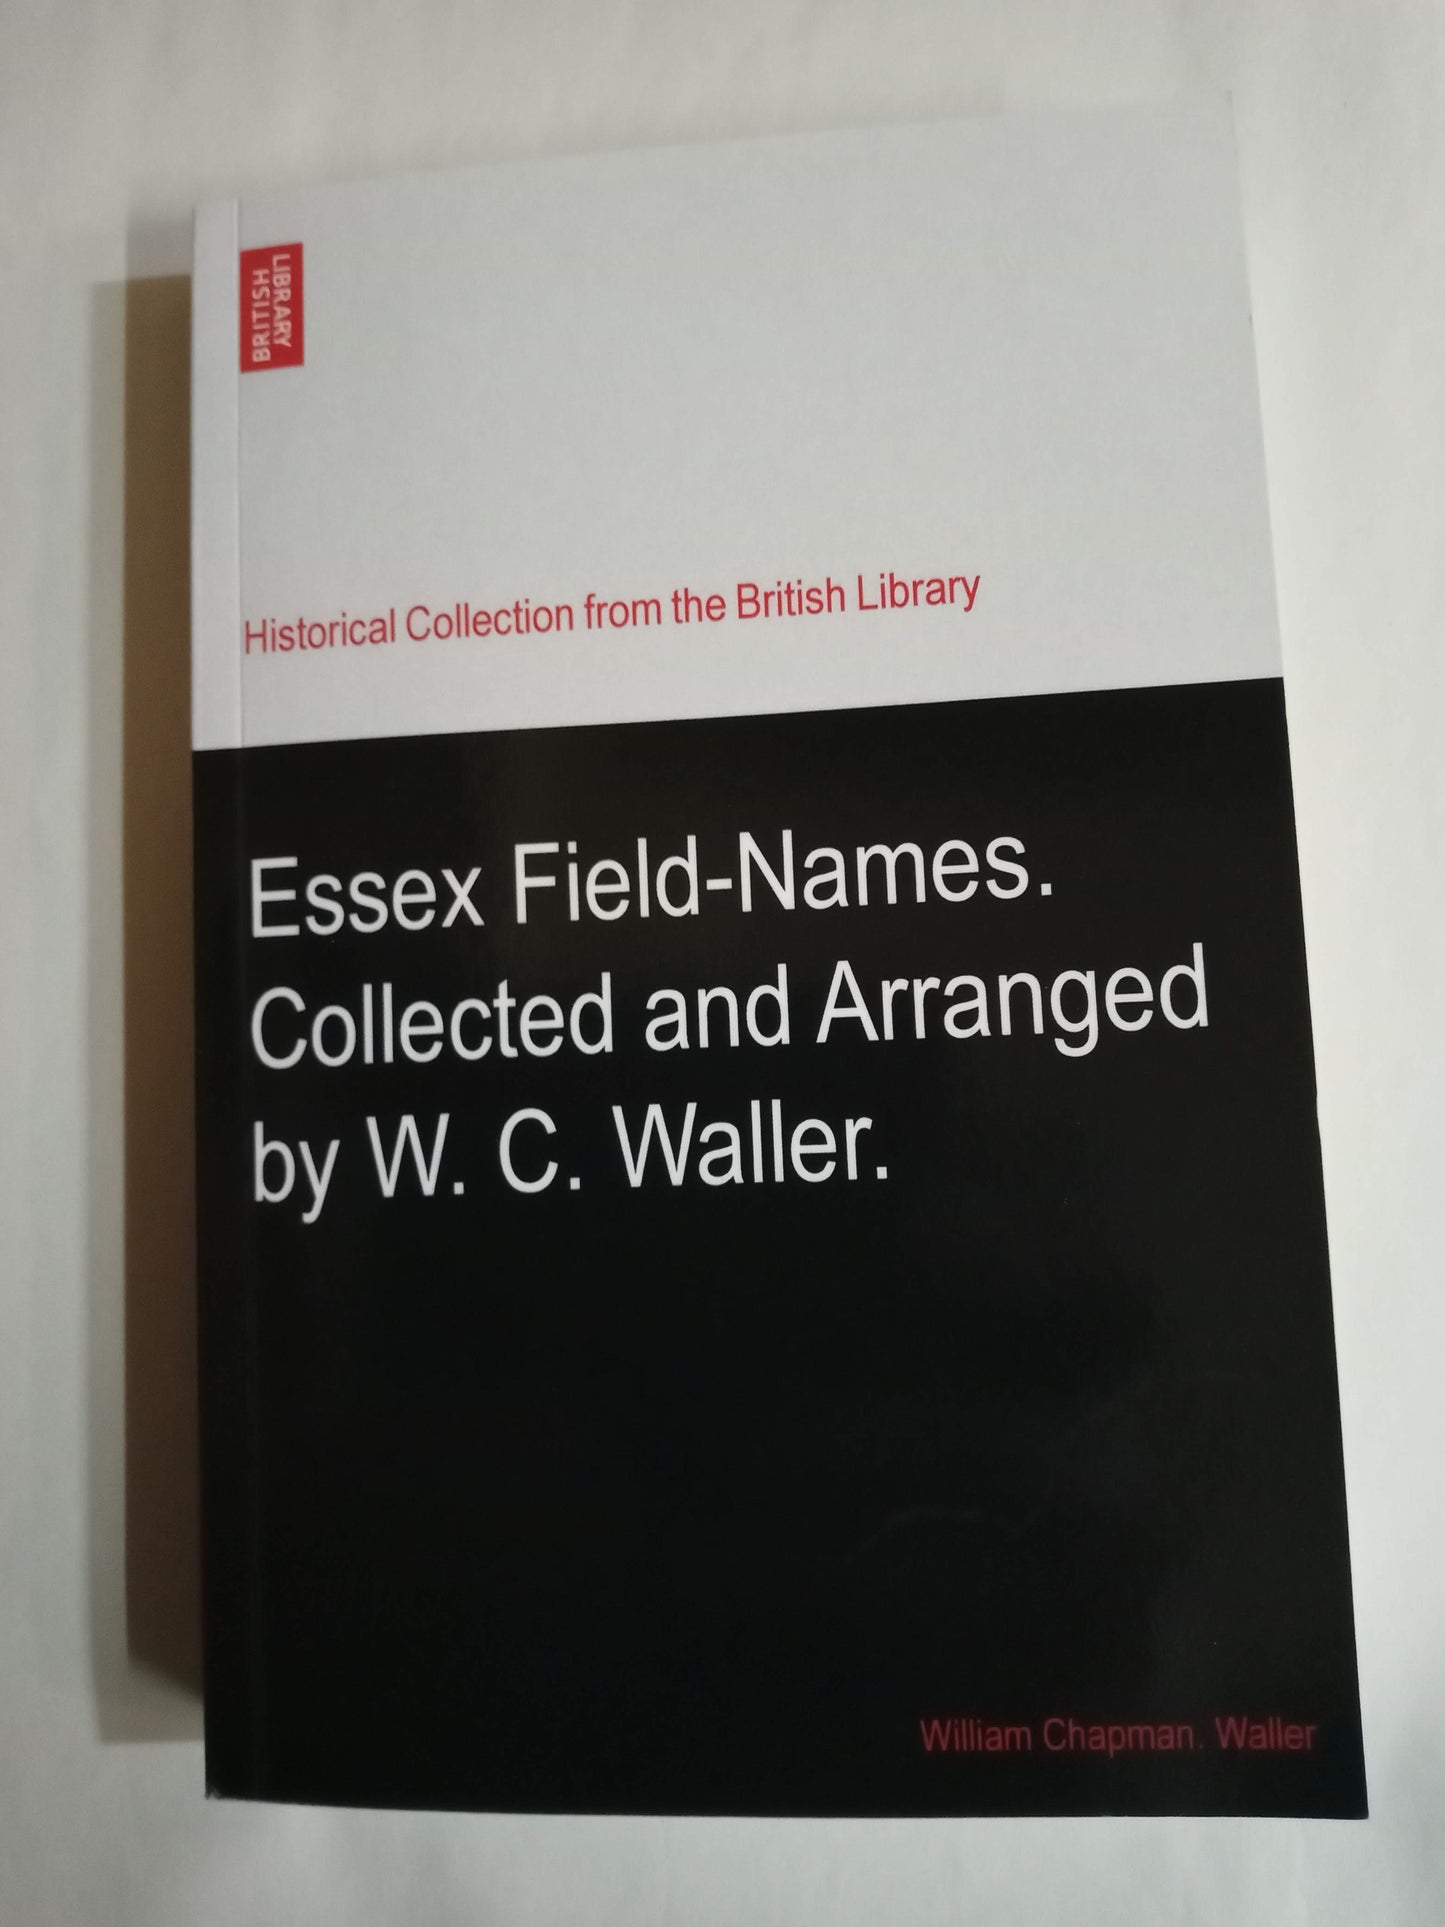 BRITISH
LIBRARY
Historical Collection from the British Library
Essex Field-Names.
Collected and Arranged
by W. C. Waller.
William Chapman. Waller